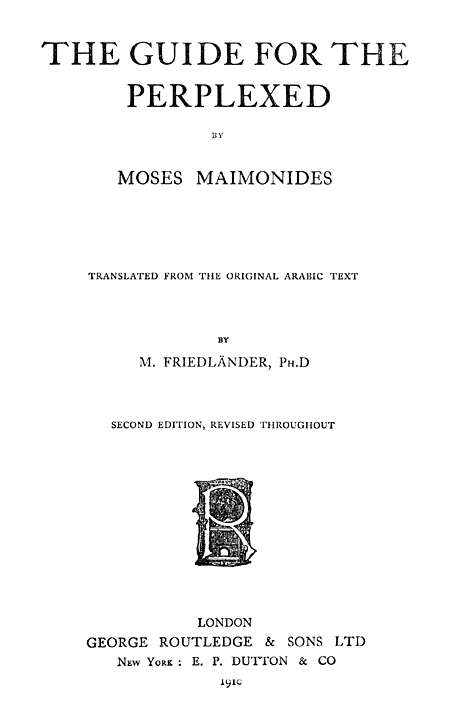 THE GUIDE FOR THE
PERPLEXED
BY
MOSES MAIMONIDES
TRANSLATED FROM THE ORIGINAL ARABIC TEXT
BY
M. FRIEDLÄNDER, PH.D
SECOND EDITION, REVISED THROUGHOUT
R
LONDON
GEORGE ROUTLEDGE & SONS LTD
NEW YORK : E. P. DUTTON & CO
1910